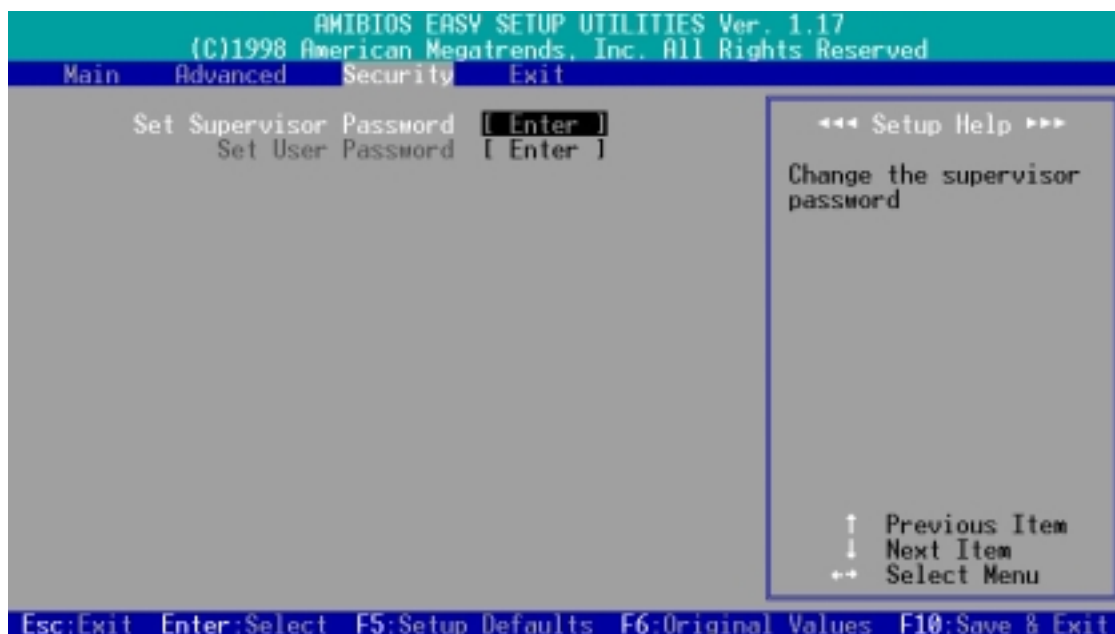 AMIBIOS EASY SETUP UTILITIES Ver. 1.17
(C)1998 American Megatrends, Inc. All Rights Reserved
Main Advanced Security Exit
Set Supervisor Password [ Enter ]
Set User Password [ Enter ]
◄◄◄ Setup Help ►►►
Change the supervisor
password
↑ Previous Item
↓ Next Item
←→ Select Menu
Esc:Exit Enter:Select F5:Setup Defaults F6:Original Values F10:Save & Exit